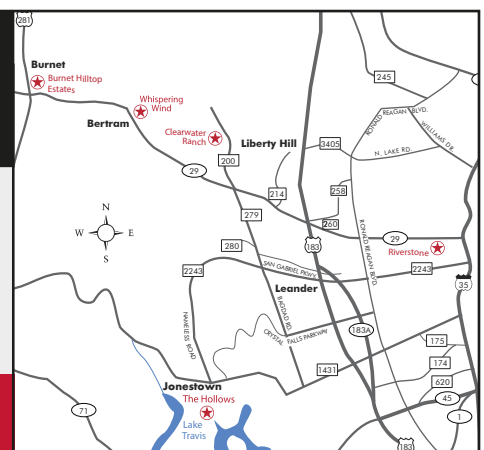 281
Burnet
Burnet Hilltop
Estates
Whispering
Wind
Bertram
Clearwater
Ranch
Liberty Hill
245
RONALD REAGAN BLVD.
WILLIAMS DR.
3405
N. LAKE RD.
200
29
258
214
279
260
N
W
E
S
280
183
29
RONALD REAGAN BLVD.
Riverstone
2243
SAN GABRIEL PKWY.
2243
35
Leander
BAGDAD RD.
NAMELESS ROAD
183A
CRYSTAL FALLS PARKWAY
175
174
1431
620
Jonestown
The Hollows
45
71
Lake
Travis
1
183